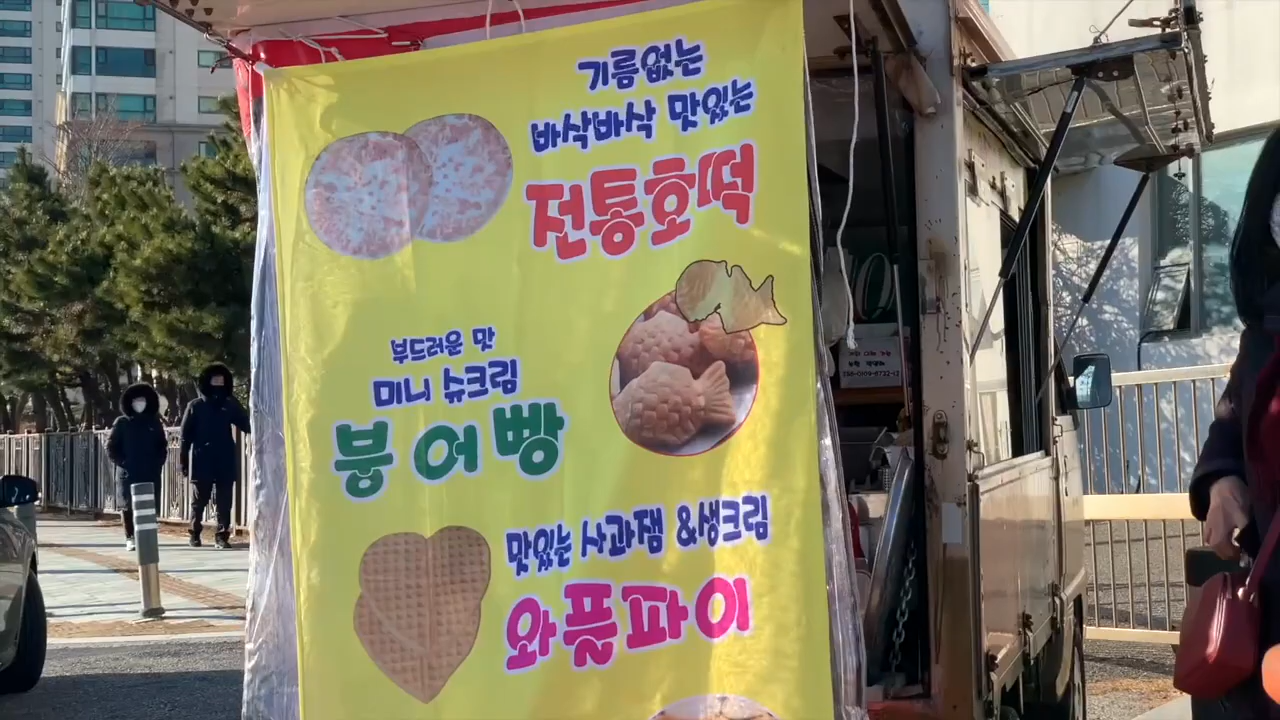 기름없는
바삭바삭 맛있는
전통호떡
부드러운 맛
미니 슈크림
붕어빵
맛있는 사과잼 &생크림
와플파이